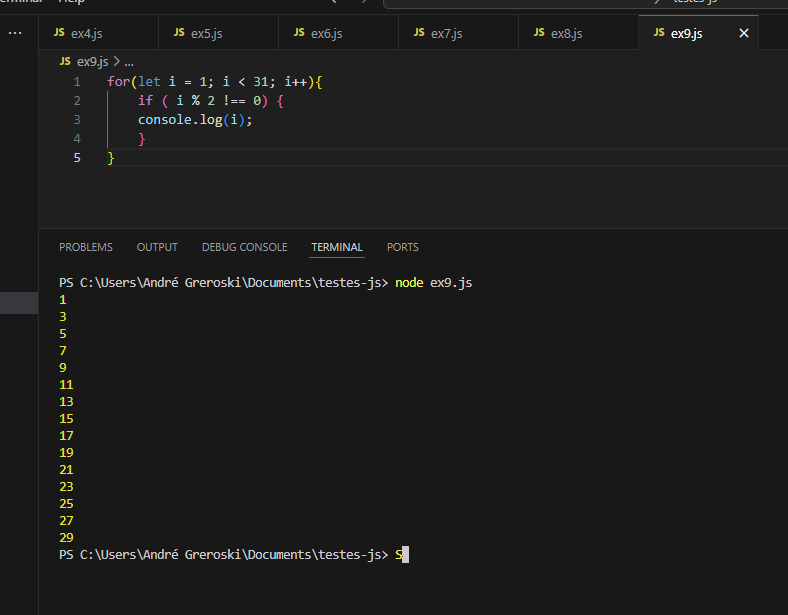 Help
testes-js
··· JS ex4.js JS ex5.js JS ex6.js JS ex7.js JS ex8.js JS ex9.js ×
JS ex9.js > ...
1 for(let i = 1; i < 31; i++){
2 if ( i % 2 !== 0) {
3 console.log(i);
4 }
5 }
PROBLEMS OUTPUT DEBUG CONSOLE TERMINAL PORTS
PS C:\Users\André Greroski\Documents\testes-js> node ex9.js
1
3
5
7
9
11
13
15
17
19
21
23
25
27
29
PS C:\Users\André Greroski\Documents\testes-js> S